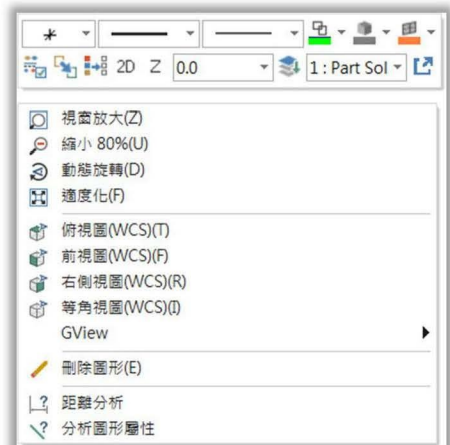 2D Z 0.0 1 : Part Sol
視窗放大(Z)
縮小 80%(U)
動態旋轉(D)
適度化(F)
俯視圖(WCS)(T)
前視圖(WCS)(F)
右側視圖(WCS)(R)
等角視圖(WCS)(I)
GView
刪除圖形(E)
距離分析
分析圖形屬性